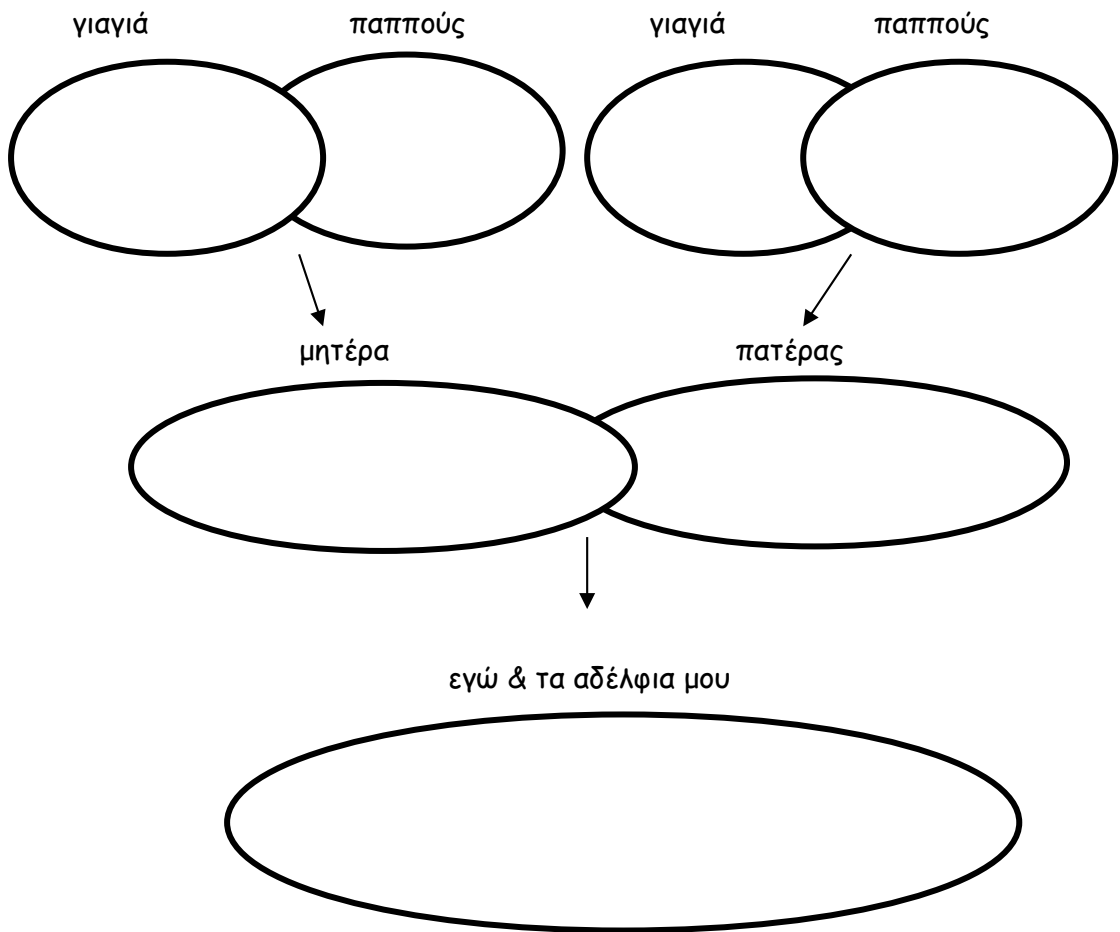 γιαγιά παππούς γιαγιά παππούς
μητέρα πατέρας
εγώ & τα αδέλφια μου